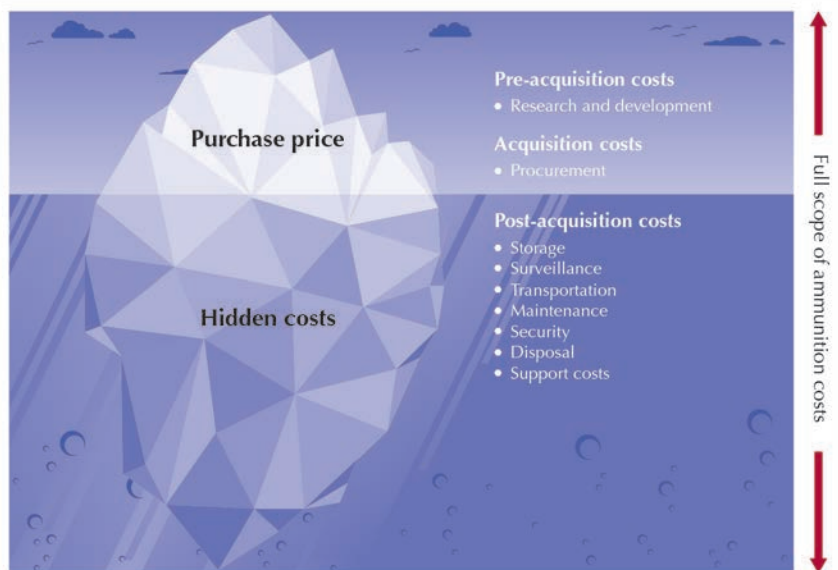 Pre-acquisition costs
• Research and development
Purchase price
Acquisition costs
• Procurement
Post-acquisition costs
• Storage
• Surveillance
• Transportation
• Maintenance
• Security
• Disposal
• Support costs
Hidden costs
Full scope of ammunition costs